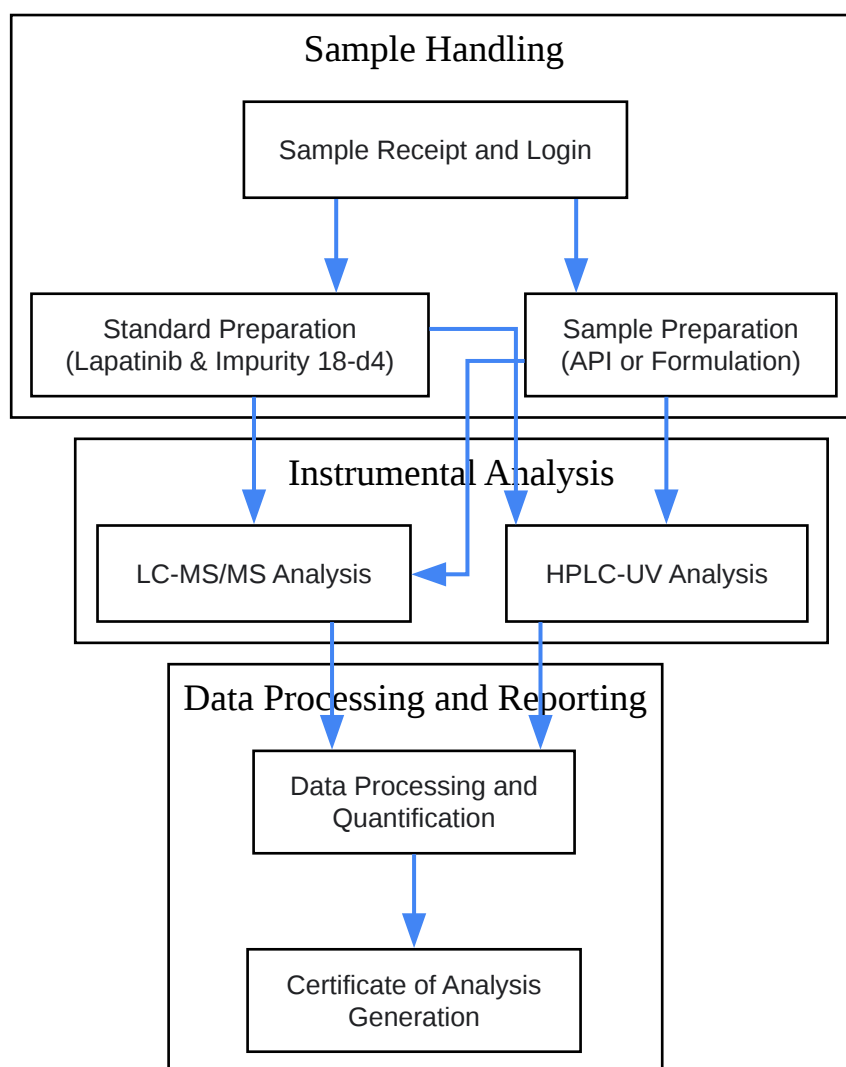 Sample Handling
Sample Receipt and Login
Standard Preparation
(Lapatinib & Impurity 18-d4)
Sample Preparation
(API or Formulation)
Instrumental Analysis
LC-MS/MS Analysis
HPLC-UV Analysis
Data Processing and Reporting
Data Processing and
Quantification
Certificate of Analysis
Generation